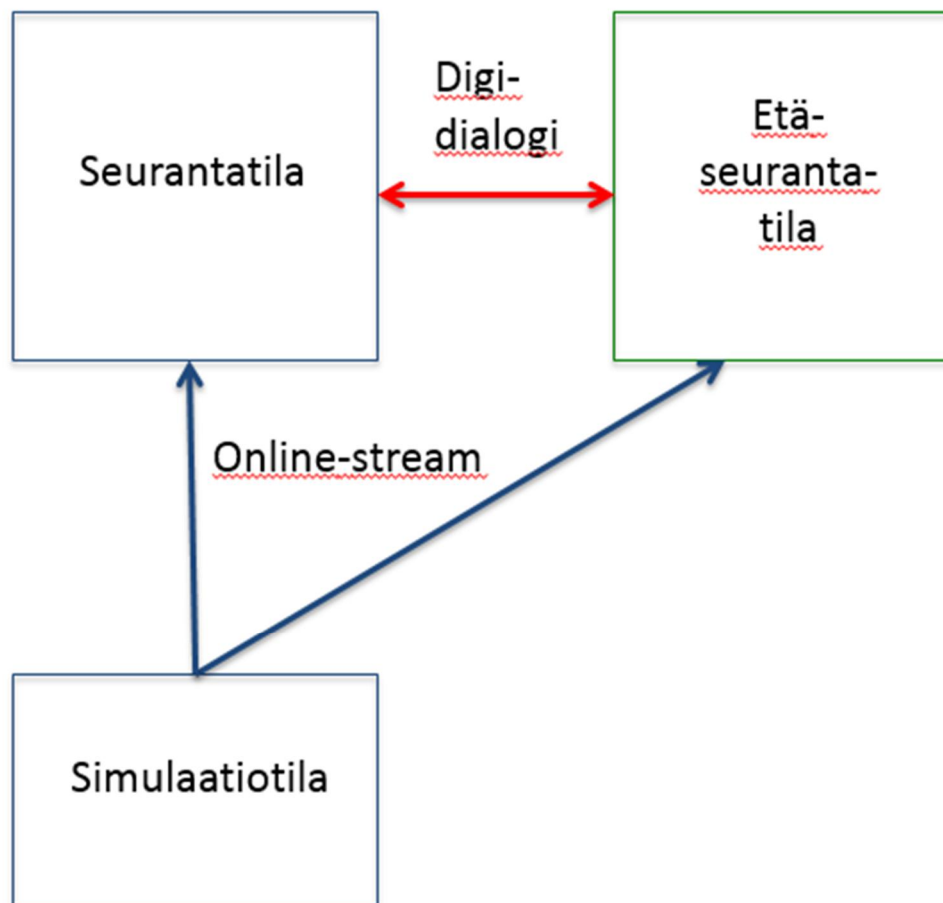 Digi-
dialogi
Seurantatila
Etä-
seuranta-
tila
Online-stream
Simulaatiotila